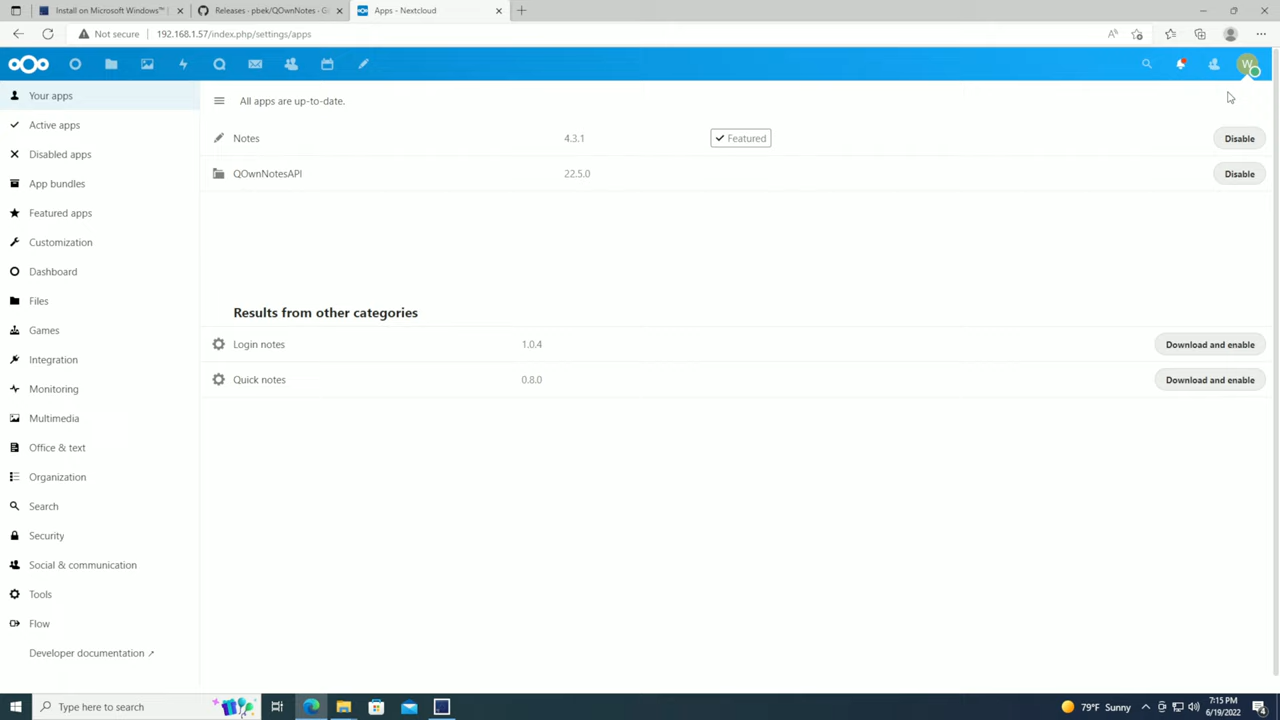 Install on Microsoft Windows™
Releases - pbek/QOwnNotes - G
Apps - Nextcloud
Not secure
192.168.1.57/index.php/settings/apps
W
Your apps
All apps are up-to-date.
Active apps
Notes
4.3.1
Featured
Disable
Disabled apps
QOwnNotesAPI
22.5.0
Disable
App bundles
Featured apps
Customization
Dashboard
Files
Results from other categories
Games
Login notes
1.0.4
Download and enable
Integration
Quick notes
0.8.0
Download and enable
Monitoring
Multimedia
Office & text
Organization
Search
Security
Social & communication
Tools
Flow
Developer documentation ↗
Type here to search
79°F Sunny
7:15 PM
6/19/2022
4